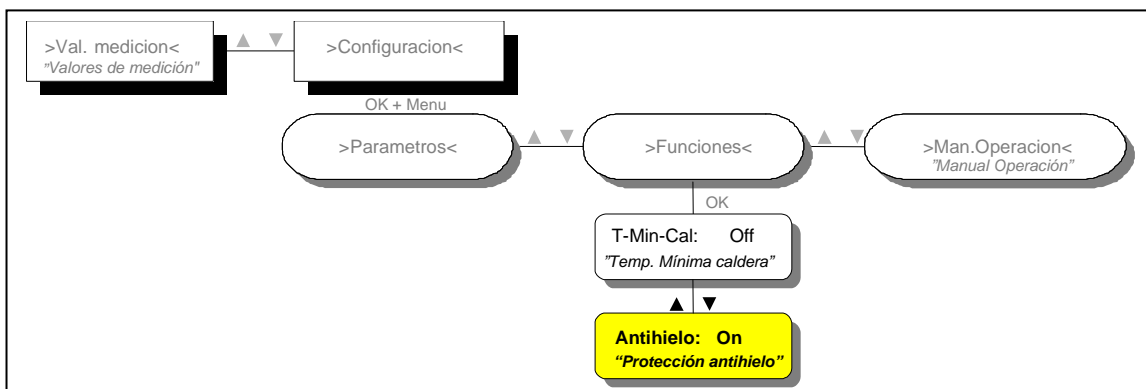 >Val. medicion<
"Valores de medición"
>Configuracion<
OK + Menu
>Parametros<
>Funciones<
>Man.Operacion<
"Manual Operación"
OK
T-Min-Cal: Off
"Temp. Mínima caldera"
Antihielo: On
“Protección antihielo”